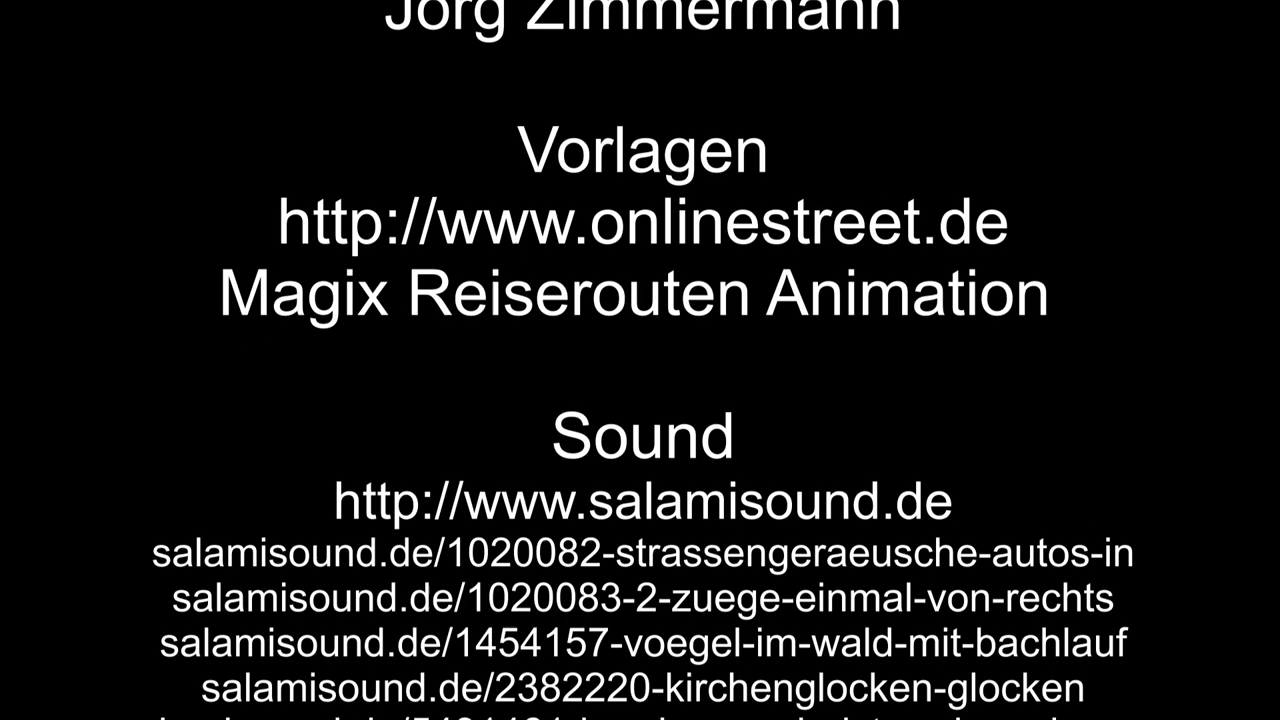 Jörg Zimmermann
Vorlagen
http://www.onlinestreet.de
Magix Reiserouten Animation
Sound
http://www.salamisound.de
salamisound.de/1020082-strassengeraeusche-autos-in
salamisound.de/1020083-2-zuege-einmal-von-rechts
salamisound.de/1454157-voegel-im-wald-mit-bachlauf
salamisound.de/2382220-kirchenglocken-glocken